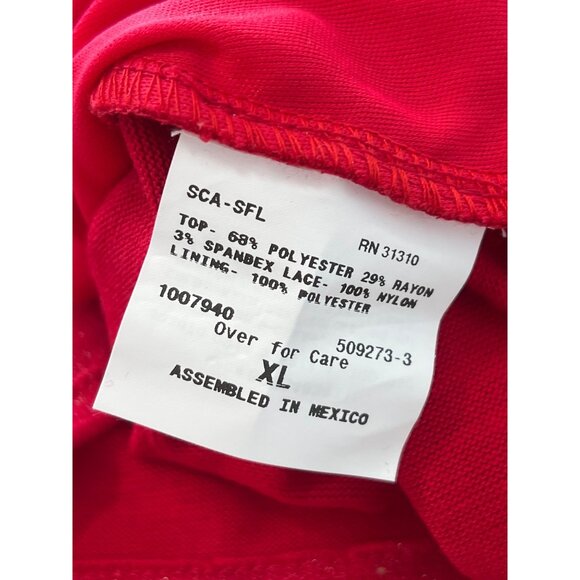 SCA-SFL RN 31310
TOP- 68% POLYESTER 29% RAYON
3% SPANDEX LACE- 100% NYLON
LINING- 100% POLYESTER
1007940 509273-3
Over for Care
XL
ASSEMBLED IN MEXICO